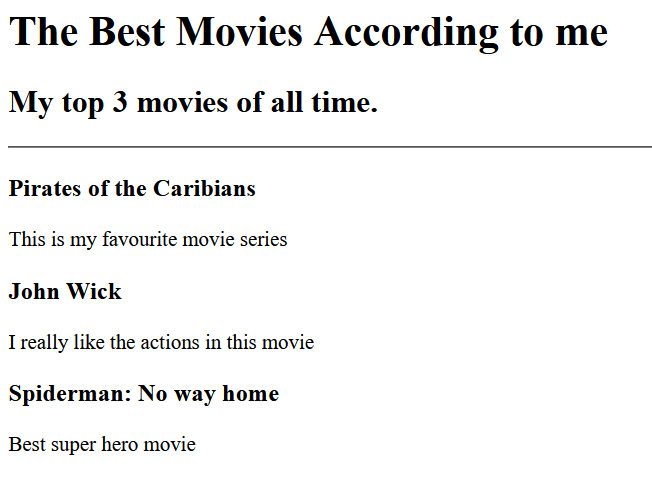 The Best Movies According to me
My top 3 movies of all time.
Pirates of the Caribians
This is my favourite movie series
John Wick
I really like the actions in this movie
Spiderman: No way home
Best super hero movie